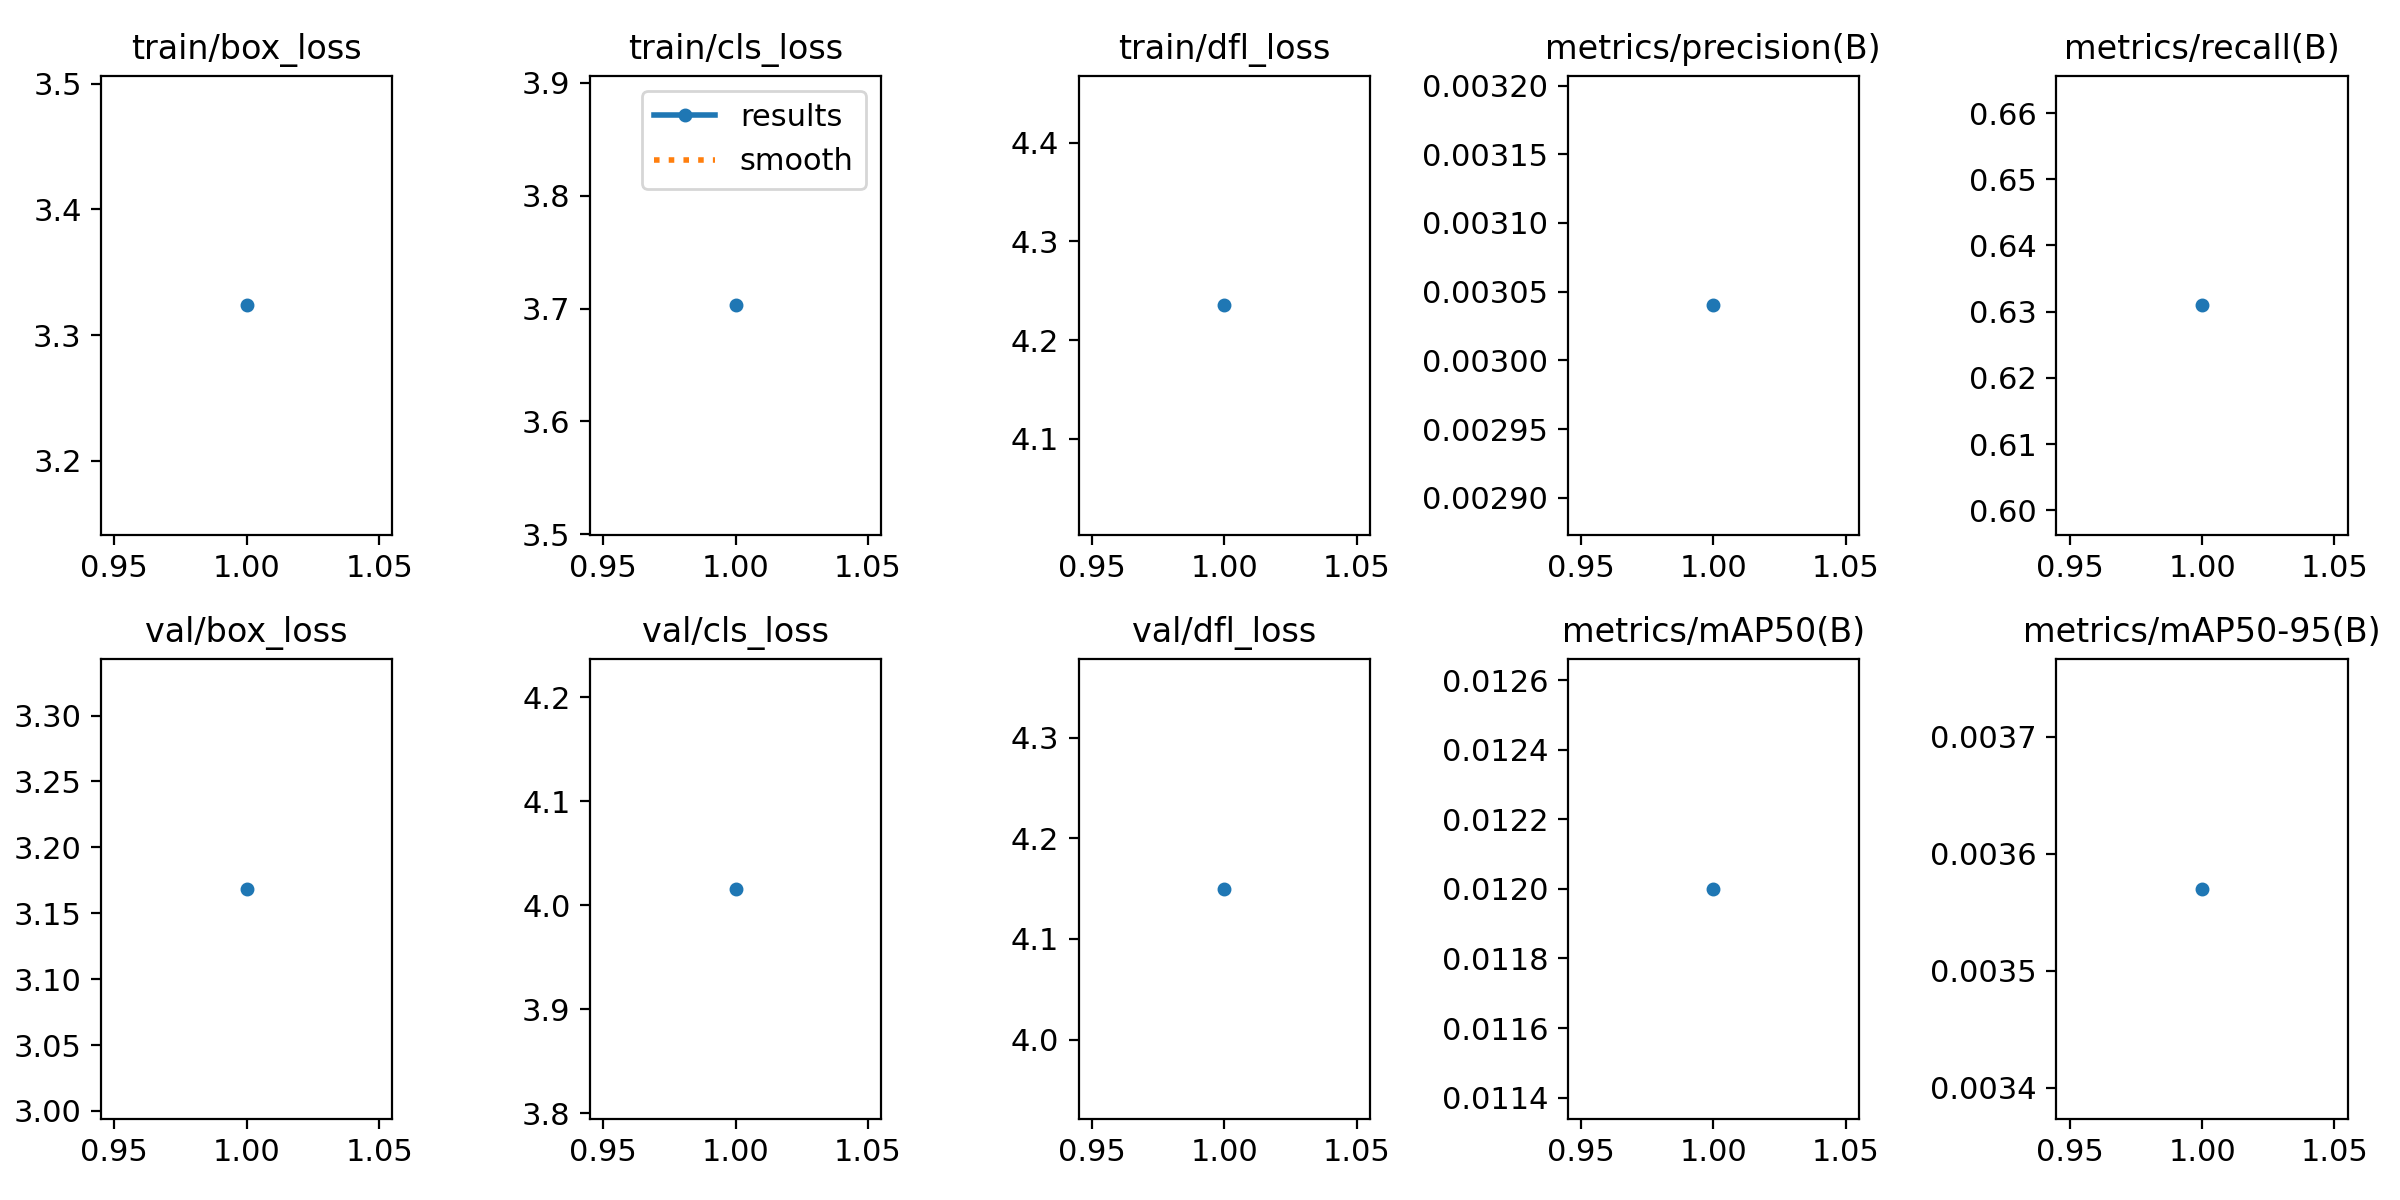 train/box_loss
3.5
3.4
3.3
3.2
0.95 1.00 1.05
train/cls_loss
3.9
3.8
3.7
3.6
3.5
results
smooth
0.95 1.00 1.05
train/dfl_loss
4.4
4.3
4.2
4.1
0.95 1.00 1.05
metrics/precision(B)
0.00320
0.00315
0.00310
0.00305
0.00300
0.00295
0.00290
0.95 1.00 1.05
metrics/recall(B)
0.66
0.65
0.64
0.63
0.62
0.61
0.60
0.95 1.00 1.05
val/box_loss
3.30
3.25
3.20
3.15
3.10
3.05
3.00
0.95 1.00 1.05
val/cls_loss
4.2
4.1
4.0
3.9
3.8
0.95 1.00 1.05
val/dfl_loss
4.3
4.2
4.1
4.0
0.95 1.00 1.05
metrics/mAP50(B)
0.0126
0.0124
0.0122
0.0120
0.0118
0.0116
0.0114
0.95 1.00 1.05
metrics/mAP50-95(B)
0.0037
0.0036
0.0035
0.0034
0.95 1.00 1.05